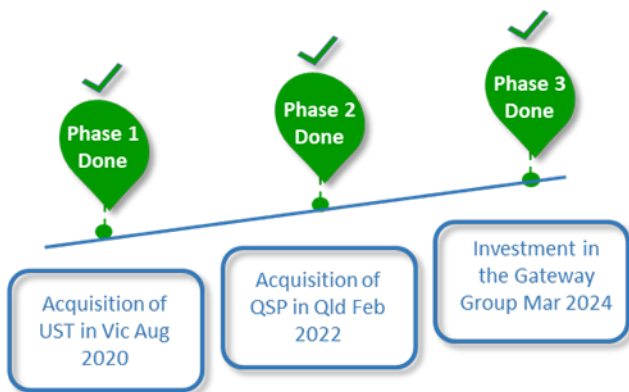 Phase 1
Done
Phase 2
Done
Phase 3
Done
Acquisition of
UST in Vic Aug
2020
Acquisition of
QSP in Qld Feb
2022
Investment in
the Gateway
Group Mar 2024